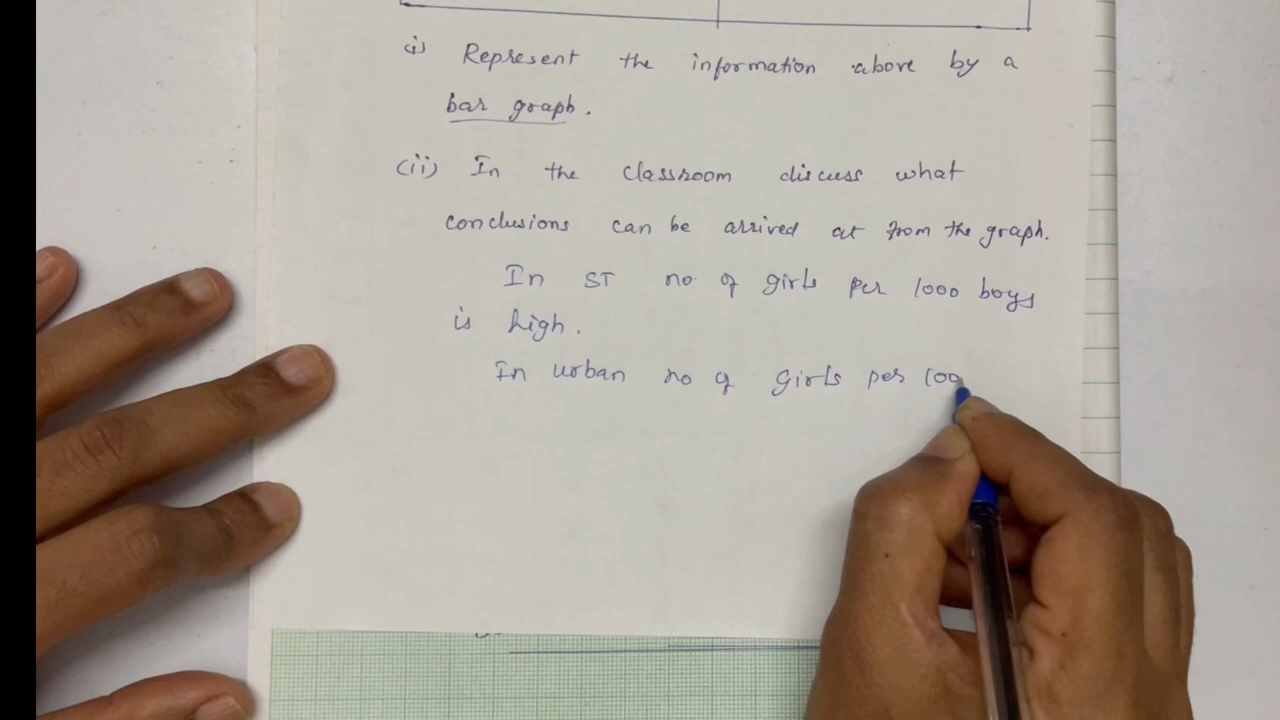 (i) Represent the information above by a
bar graph.
(ii) In the classroom discuss what
conclusions can be arrived at from the graph.
In ST no of girls per 1000 boys
is high.
In urban no of girls per 100